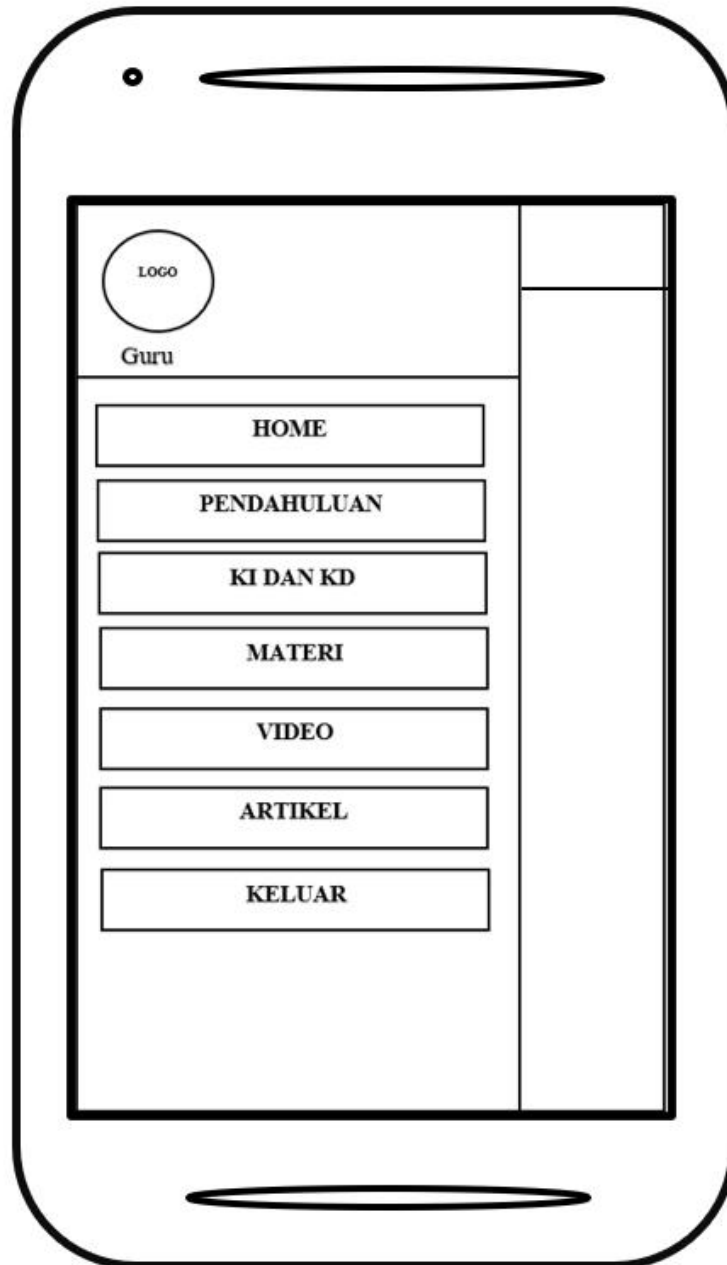 LOGO
Guru
HOME
PENDAHULUAN
KI DAN KD
MATERI
VIDEO
ARTIKEL
KELUAR